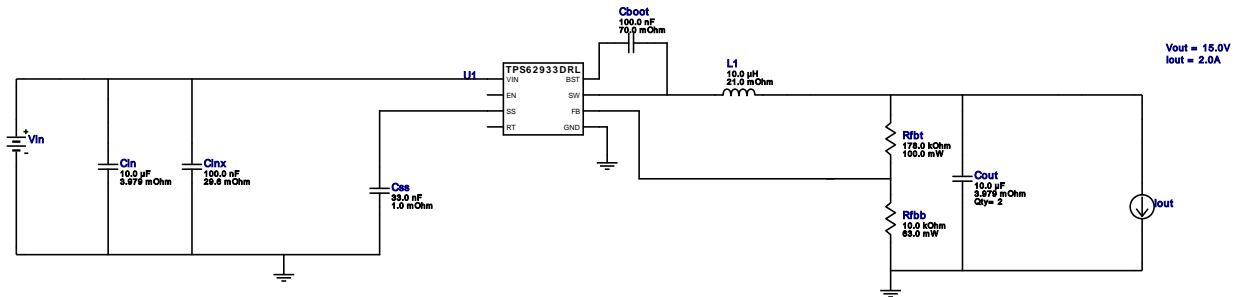 Cboot
100.0 nF
70.0 mOhm
Vout = 15.0V
Iout = 2.0A
U1
TPS62933DRL
VIN
BST
EN
SW
SS
FB
RT
GND
L1
10.0 µH
21.0 mOhm
+
Vin
-
Cin
10.0 µF
3.979 mOhm
Cinx
100.0 nF
29.6 mOhm
Css
33.0 nF
1.0 mOhm
Rfbt
178.0 kOhm
100.0 mW
Cout
10.0 µF
3.979 mOhm
Qty= 2
Rfbb
10.0 kOhm
63.0 mW
Iout